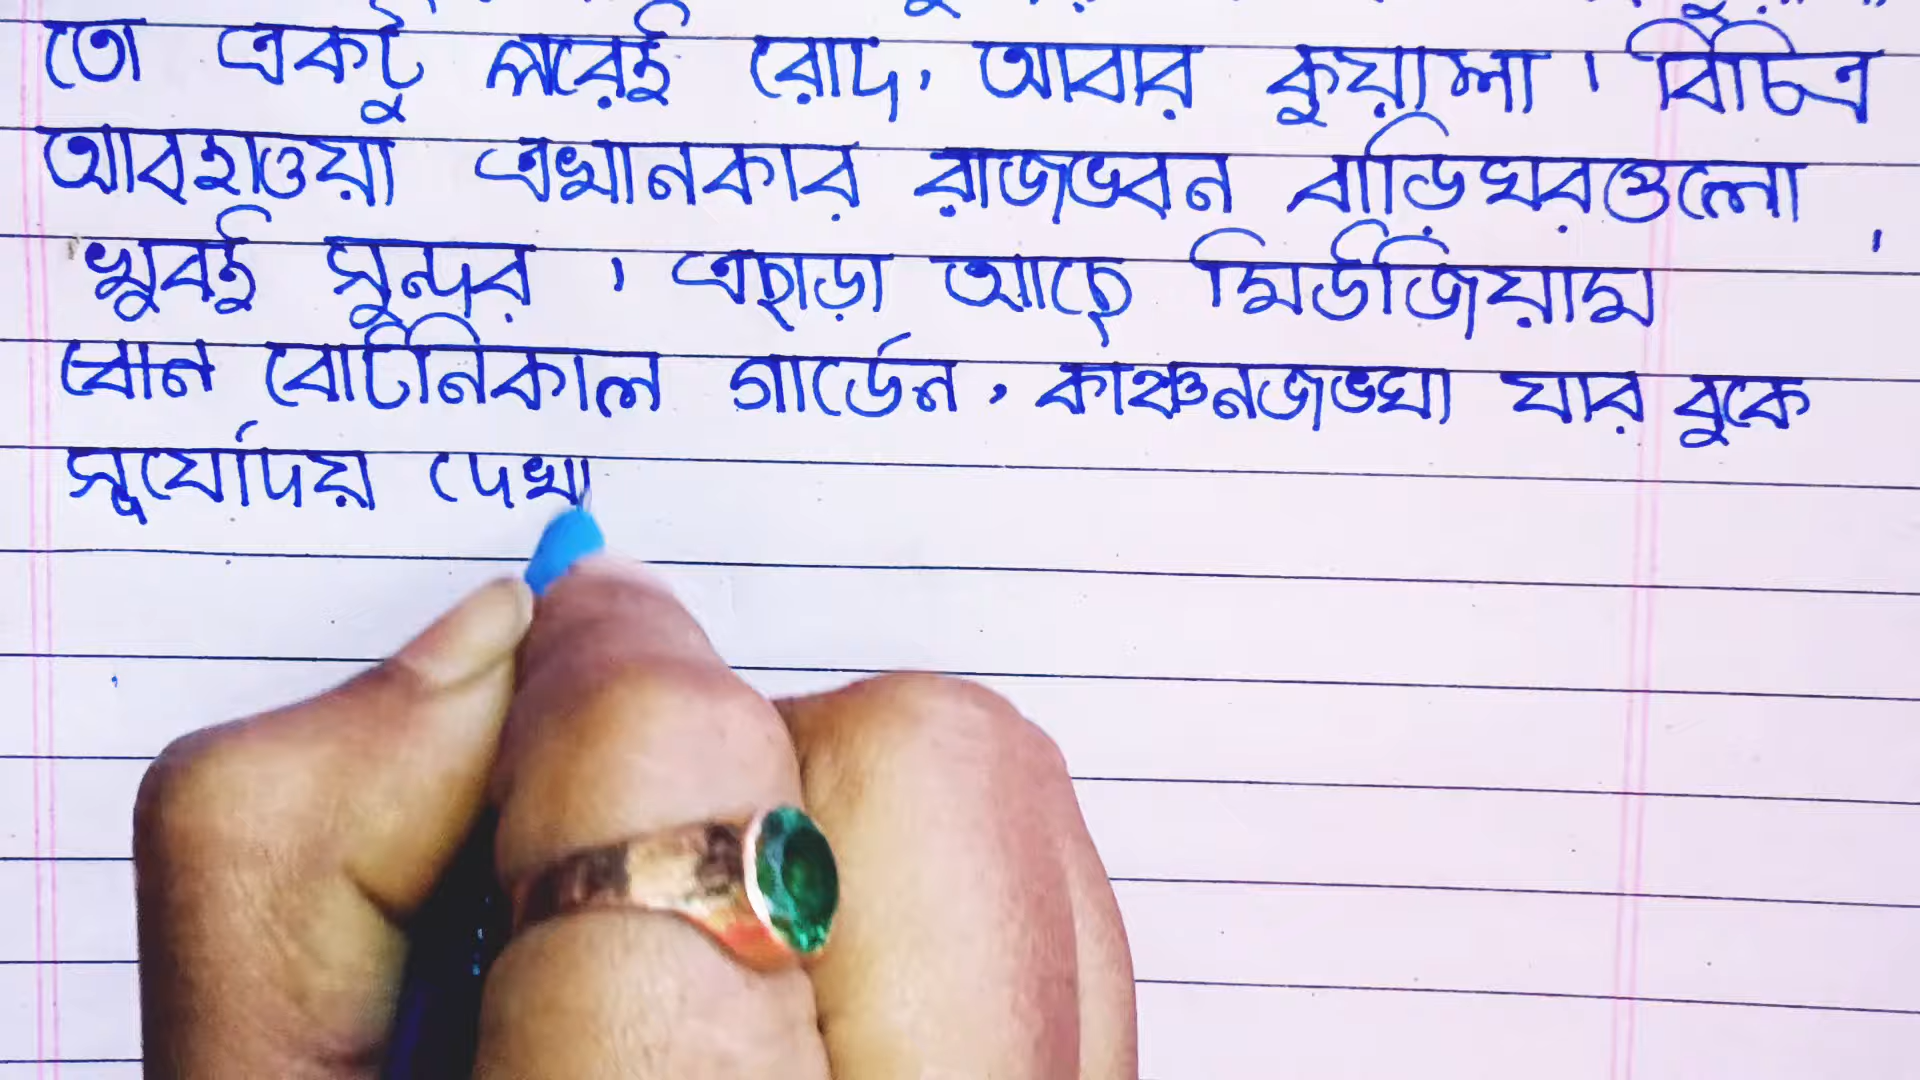 তো একটু পরেই রোদ, আবার কুয়াশা। বিচিত্র
আবহাওয়া এখানকার রাজভবন বাড়িঘরগুলো
খুবই সুন্দর। এছাড়া আছে মিউজিয়াম
বোটানিকাল গার্ডেন, কাঞ্চনজঙ্ঘা যার বুকে
সূর্যোদয় দেখা